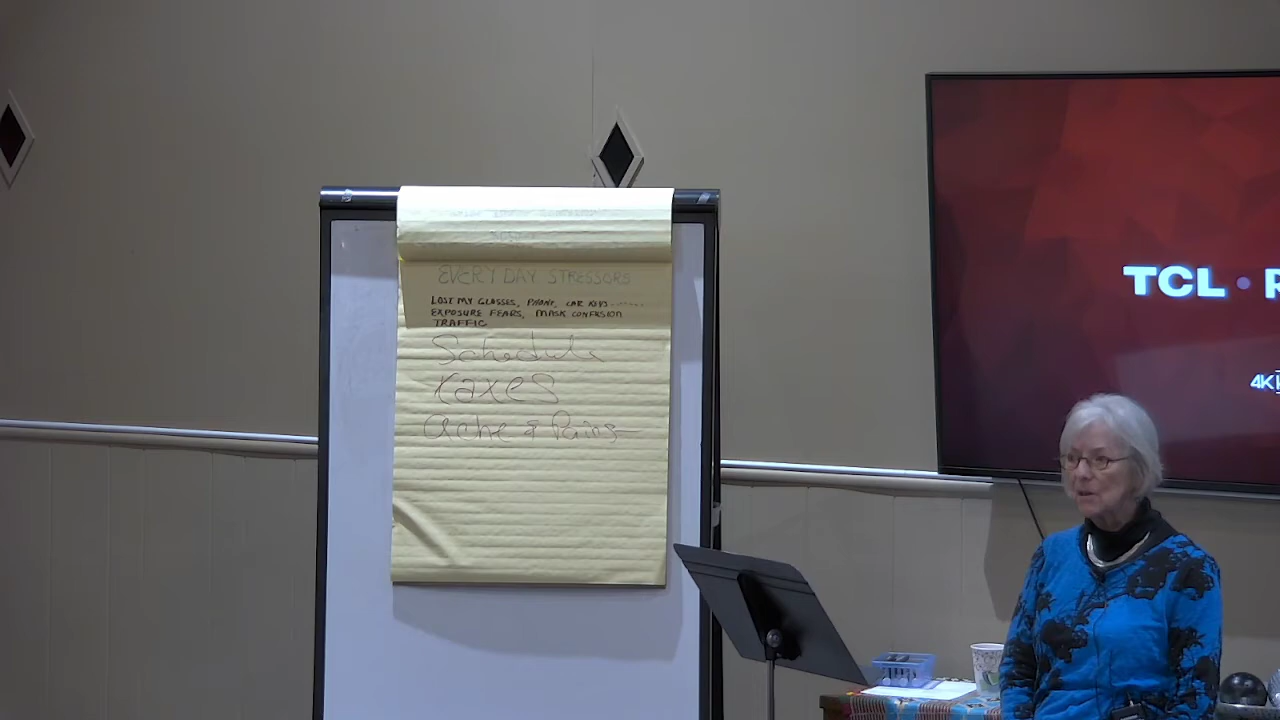 EVERY DAY STRESSORS
LOST MY GLASSES, PHONE, CAR KEYS.......
EXPOSURE FEARS, MASK CONFUSION
TRAFFIC
Schedule
taxes
ache & Pains
TCL
4K